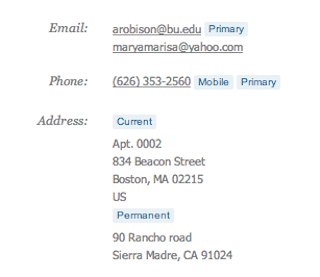 Email: arobison@bu.edu Primary
maryamarisa@yahoo.com
Phone: (626) 353-2560 Mobile Primary
Address: Current
Apt. 0002
834 Beacon Street
Boston, MA 02215
US
Permanent
90 Rancho road
Sierra Madre, CA 91024